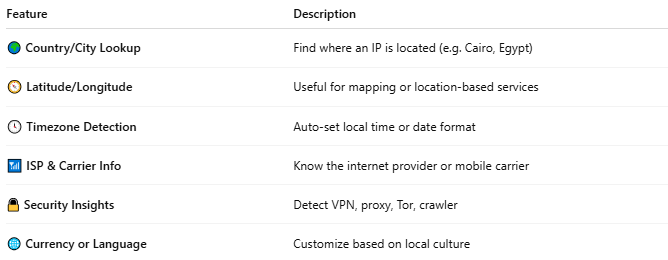 Feature Description
🌍 Country/City Lookup Find where an IP is located (e.g. Cairo, Egypt)
🧭 Latitude/Longitude Useful for mapping or location-based services
🕒 Timezone Detection Auto-set local time or date format
📶 ISP & Carrier Info Know the internet provider or mobile carrier
🔒 Security Insights Detect VPN, proxy, Tor, crawler
🌐 Currency or Language Customize based on local culture